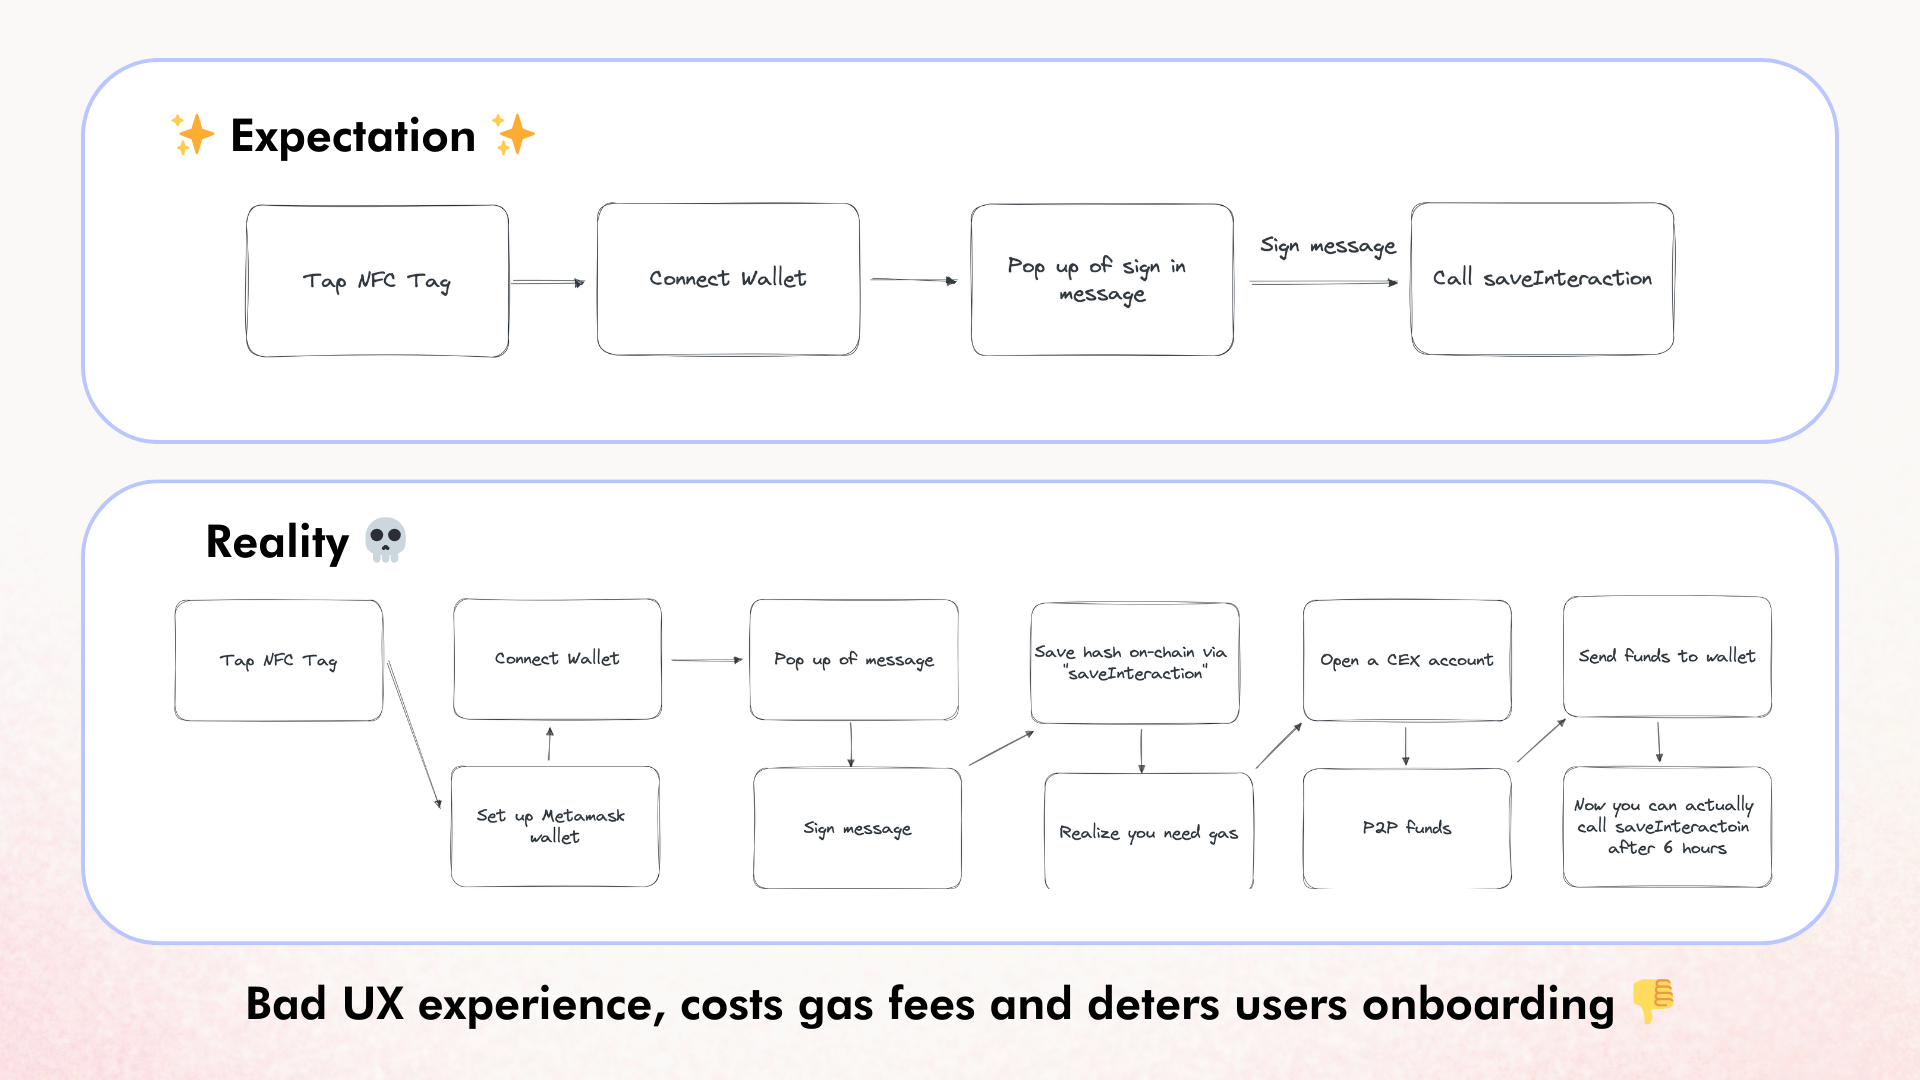 ✨ Expectation ✨
Tap NFC Tag
Connect Wallet
Pop up of sign in
message
Sign message
Call saveInteraction
Reality 💀
Tap NFC Tag
Set up Metamask
wallet
Connect Wallet
Pop up of message
Sign message
Save hash on-chain via
"saveInteraction"
Realize you need gas
Open a CEX account
P2P funds
Send funds to wallet
Now you can actually
call saveInteractoin
after 6 hours
Bad UX experience, costs gas fees and deters users onboarding 👎